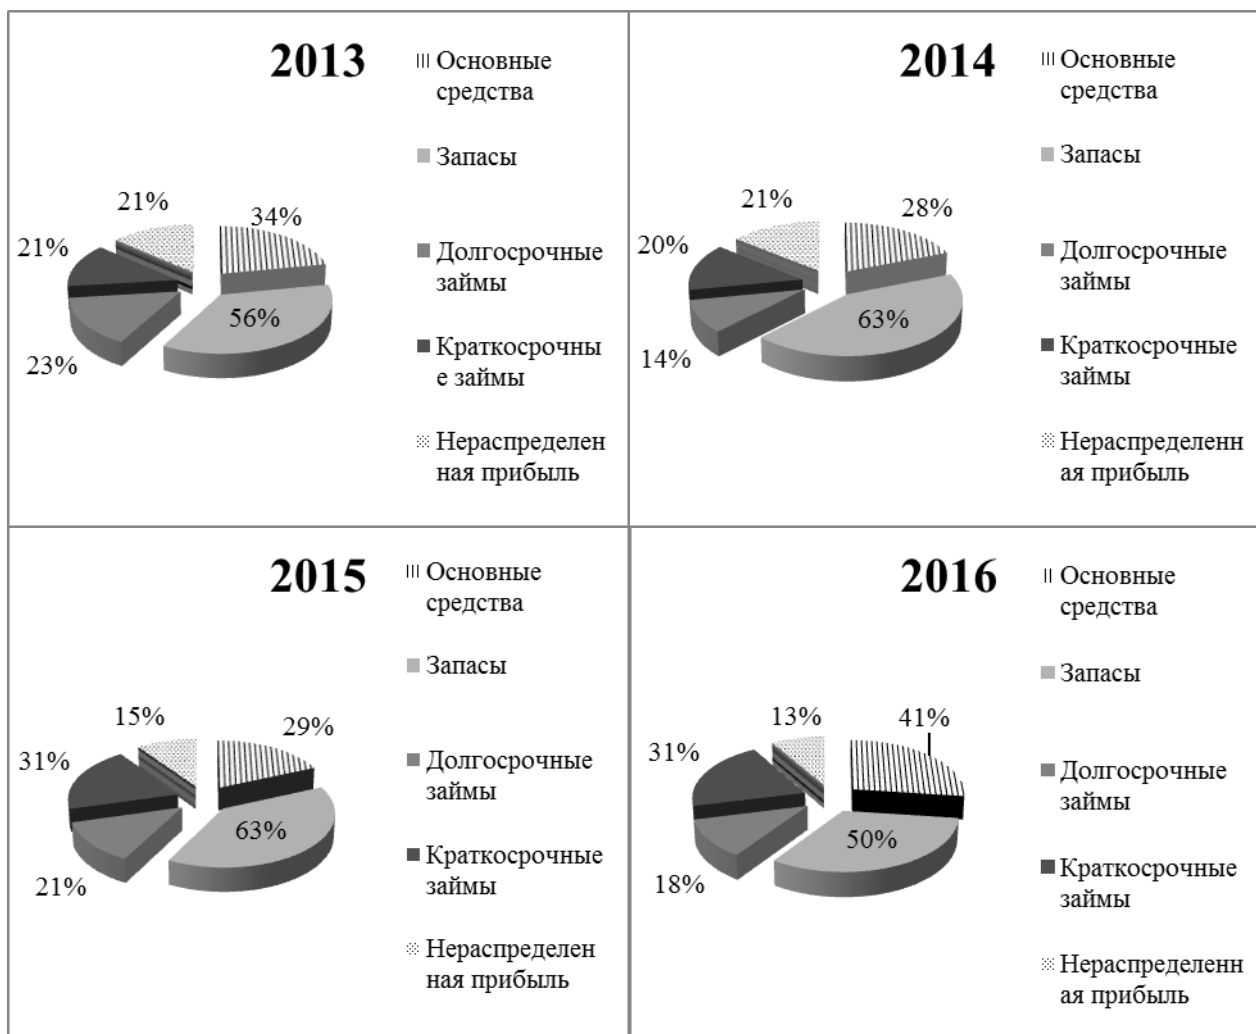 2013
Основные
средства
Запасы
Долгосрочные
займы
Краткосрочны
е займы
Нераспределен
ная прибыль
34%
56%
23%
21%
21%
2014
Основные
средства
Запасы
Долгосрочные
займы
Краткосрочные
займы
Нераспределенн
ая прибыль
28%
63%
14%
20%
21%
2015
Основные
средства
Запасы
Долгосрочные
займы
Краткосрочные
займы
Нераспределен
ная прибыль
29%
63%
21%
31%
15%
2016
Основные
средства
Запасы
Долгосрочные
займы
Краткосрочные
займы
Нераспределенн
ая прибыль
41%
50%
18%
31%
13%